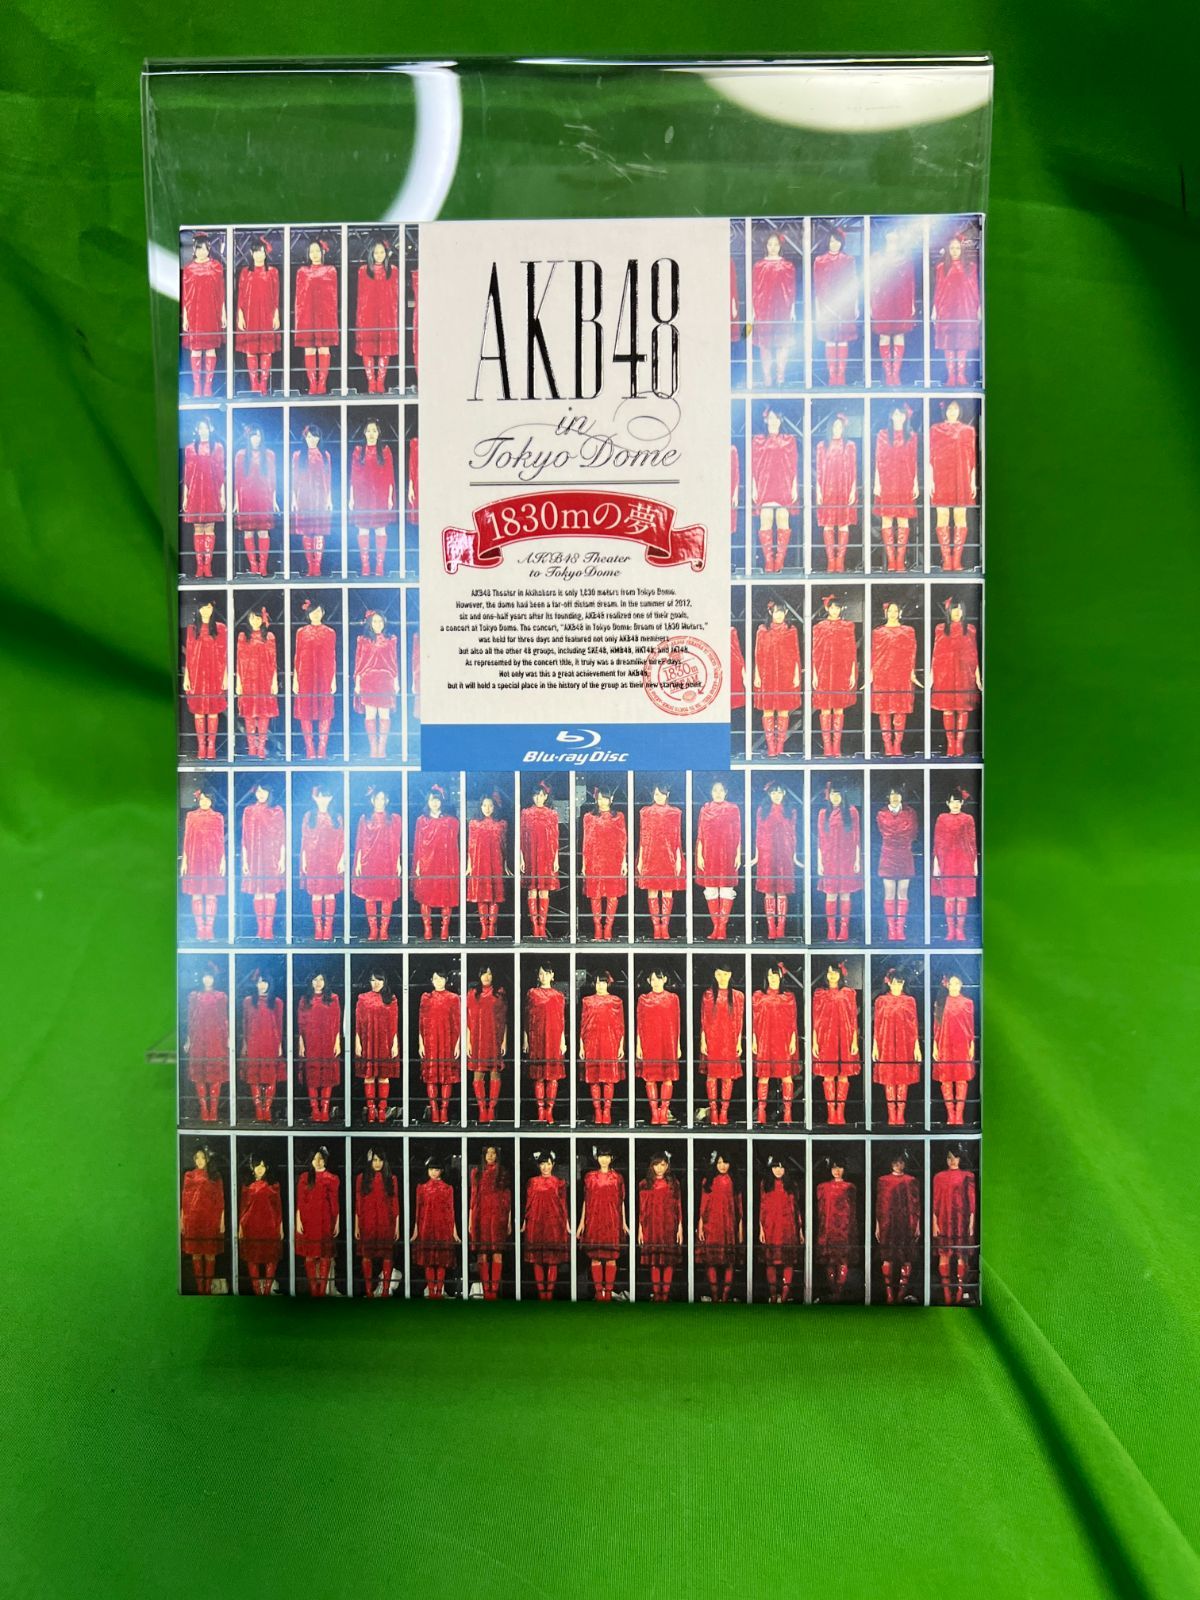 AKB48
in
Tokyo Dome
1830mの夢
AKB48 Theater
to Tokyo Dome
AKB48 Theater in Akihabara is only 1,830 meters from Tokyo Dome.
However, the dome had been a far-off distant dream. In the summer of 2012,
six and one-half years after its founding, AKB48 realized one of their goals,
a concert at Tokyo Dome. The concert, "AKB48 in Tokyo Dome: Dream of 1,830 Meters,"
was held for three days and featured not only AKB48 members
but also all the other 48 groups, including SKE48, NMB48, HKT48, and JKT48.
As represented by the concert title, it truly was a dreamlike three days.
Not only was this a great achievement for AKB48,
but it will hold a special place in the history of the group as their new starting point.
1830m
Blu-ray Disc